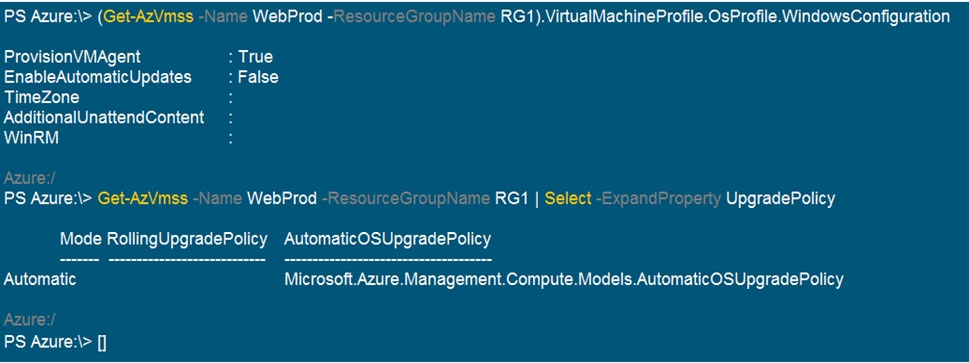 PS Azure:\> (Get-AzVmss -Name WebProd -ResourceGroupName RG1).VirtualMachineProfile.OsProfile.WindowsConfiguration
ProvisionVMAgent : True
EnableAutomaticUpdates : False
TimeZone :
AdditionalUnattendContent :
WinRM :
Azure:/
PS Azure:\> Get-AzVmss -Name WebProd -ResourceGroupName RG1 | Select -ExpandProperty UpgradePolicy
Mode RollingUpgradePolicy AutomaticOSUpgradePolicy
------- ---------------------------- -------------------------------------
Automatic Microsoft.Azure.Management.Compute.Models.AutomaticOSUpgradePolicy
Azure:/
PS Azure:\> []